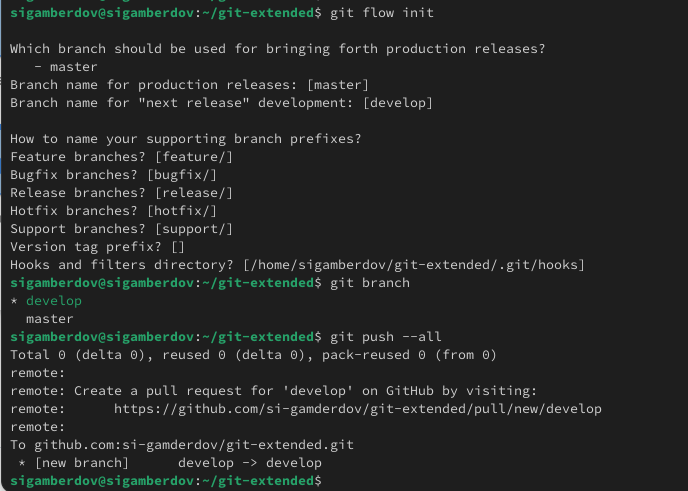 sigamberdov@sigamberdov:~/git-extended$ git flow init

Which branch should be used for bringing forth production releases?
   - master
Branch name for production releases: [master]
Branch name for "next release" development: [develop]

How to name your supporting branch prefixes?
Feature branches? [feature/]
Bugfix branches? [bugfix/]
Release branches? [release/]
Hotfix branches? [hotfix/]
Support branches? [support/]
Version tag prefix? []
Hooks and filters directory? [/home/sigamberdov/git-extended/.git/hooks]
sigamberdov@sigamberdov:~/git-extended$ git branch
* develop
  master
sigamberdov@sigamberdov:~/git-extended$ git push --all
Total 0 (delta 0), reused 0 (delta 0), pack-reused 0 (from 0)
remote:
remote: Create a pull request for 'develop' on GitHub by visiting:
remote:      https://github.com/si-gamderdov/git-extended/pull/new/develop
remote:
To github.com:si-gamderdov/git-extended.git
 * [new branch]      develop -> develop
sigamberdov@sigamberdov:~/git-extended$